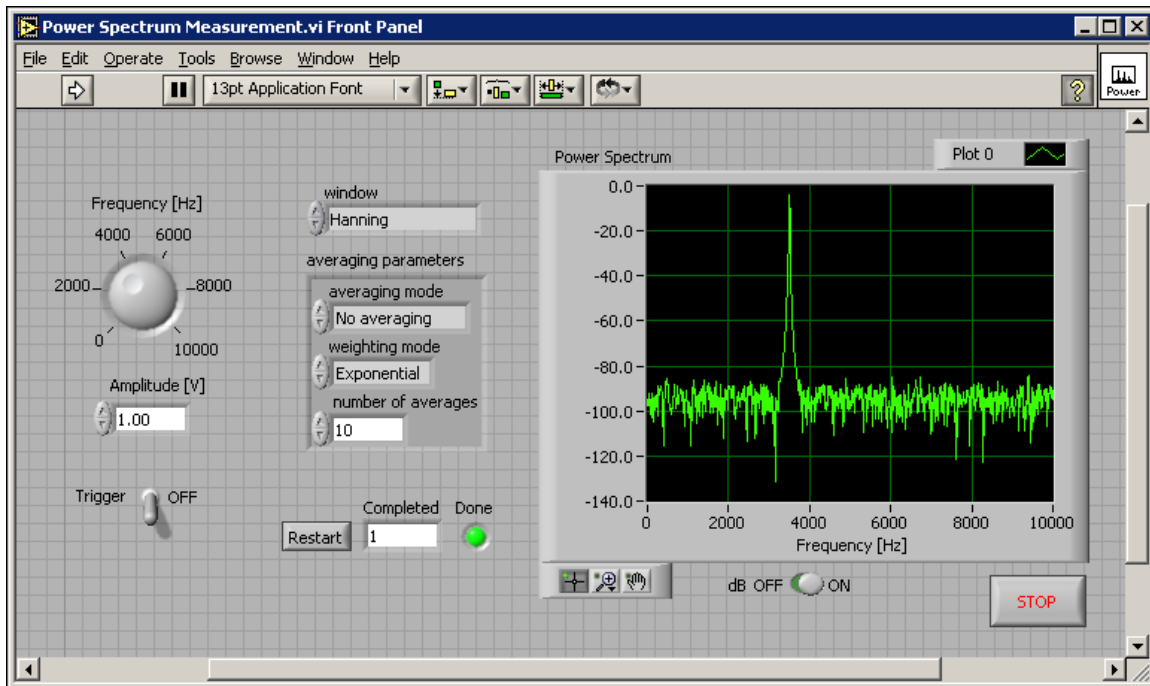 Power Spectrum Measurement.vi Front Panel
File Edit Operate Tools Browse Window Help
13pt Application Font
?
Power
Frequency [Hz]
4000 6000
2000 8000
0 10000
Amplitude [V]
1.00
Trigger OFF
window
Hanning
averaging parameters
averaging mode
No averaging
weighting mode
Exponential
number of averages
10
Restart
Completed
1
Done
Power Spectrum
Plot 0
0.0
-20.0
-40.0
-60.0
-80.0
-100.0
-120.0
-140.0
0 2000 4000 6000 8000 10000
Frequency [Hz]
dB OFF ON
STOP